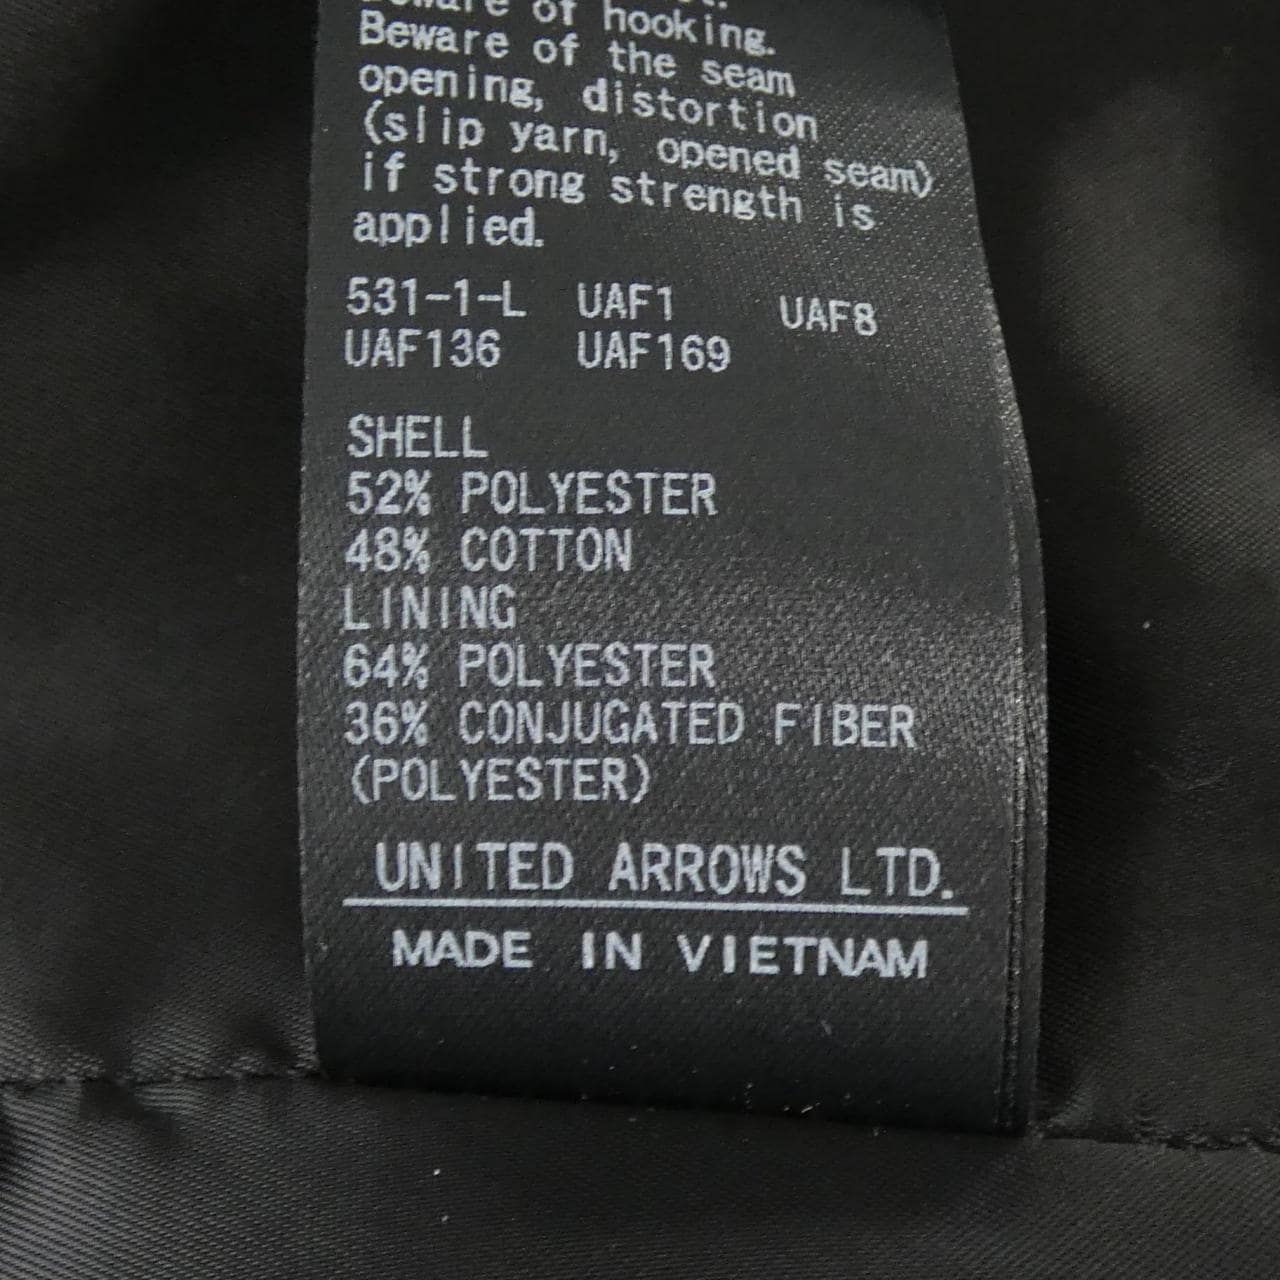 of hooking.
Beware of the seam
opening, distortion
(slip yarn, opened seam)
if strong strength is
applied.
531-1-L UAF1 UAF8
UAF136 UAF169
SHELL
52% POLYESTER
48% COTTON
LINING
64% POLYESTER
36% CONJUGATED FIBER
(POLYESTER)
UNITED ARROWS LTD.
MADE IN VIETNAM